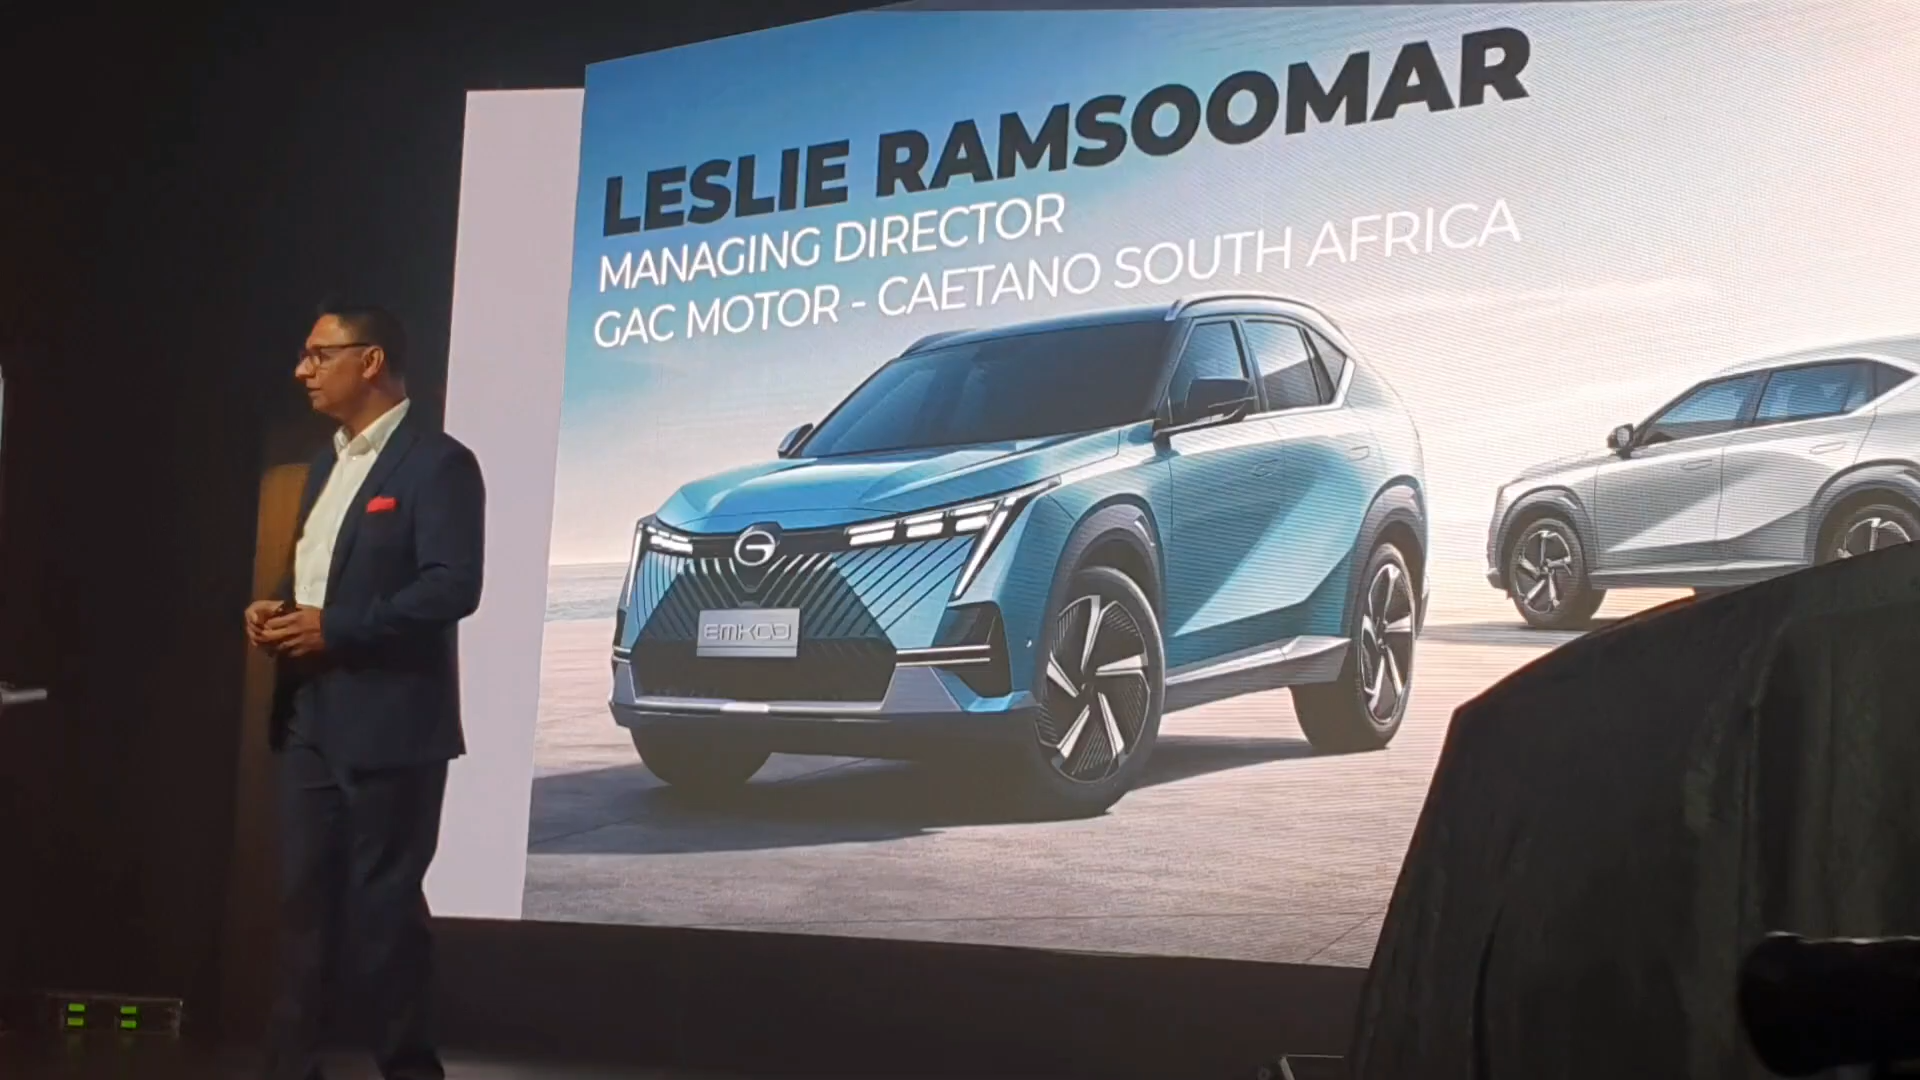 LESLIE RAMSOOMAR
MANAGING DIRECTOR
GAC MOTOR - CAETANO SOUTH AFRICA
EMKOO